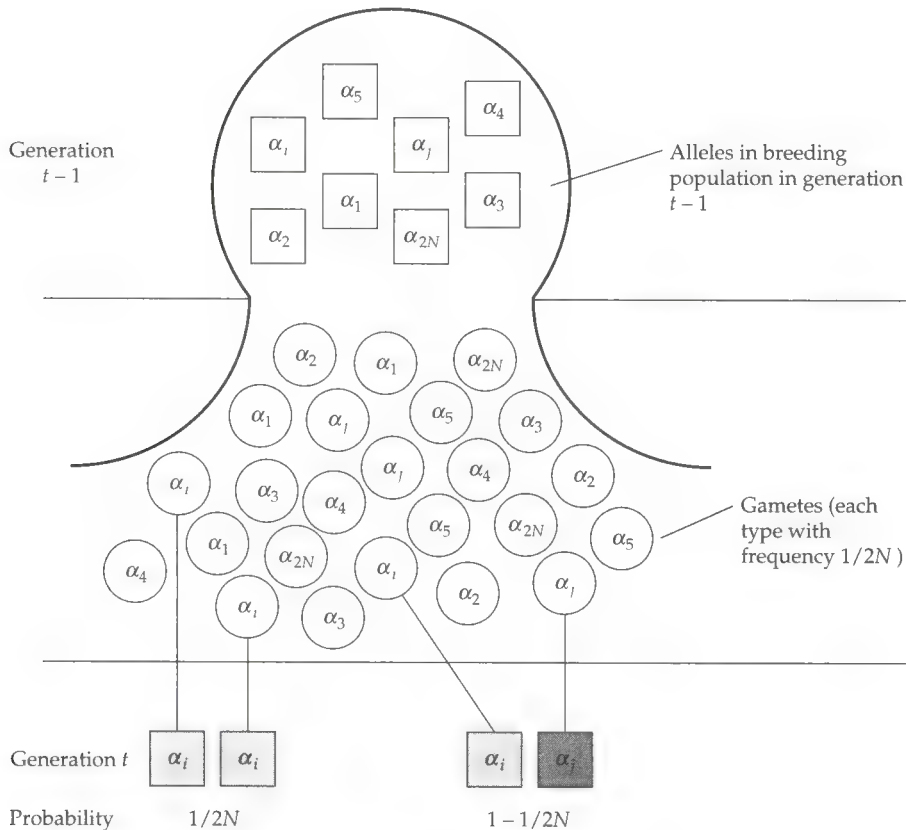 α₅
α₄
αᵢ
αⱼ
Generation
t – 1
Alleles in breeding
population in generation
t – 1
α₁
α₃
α₂
α₂N
α₂
α₁
α₂N
α₁
αⱼ
α₅
α₃
αⱼ
α₄
α₂
αᵢ
α₃
α₄
Gametes (each
type with
frequency 1/2N )
α₅
α₂N
α₅
α₁
α₂N
αᵢ
α₄
α₂
αⱼ
αᵢ
α₃
Generation t
αᵢ
αᵢ
αᵢ
αⱼ
Probability
1/2N
1 – 1/2N